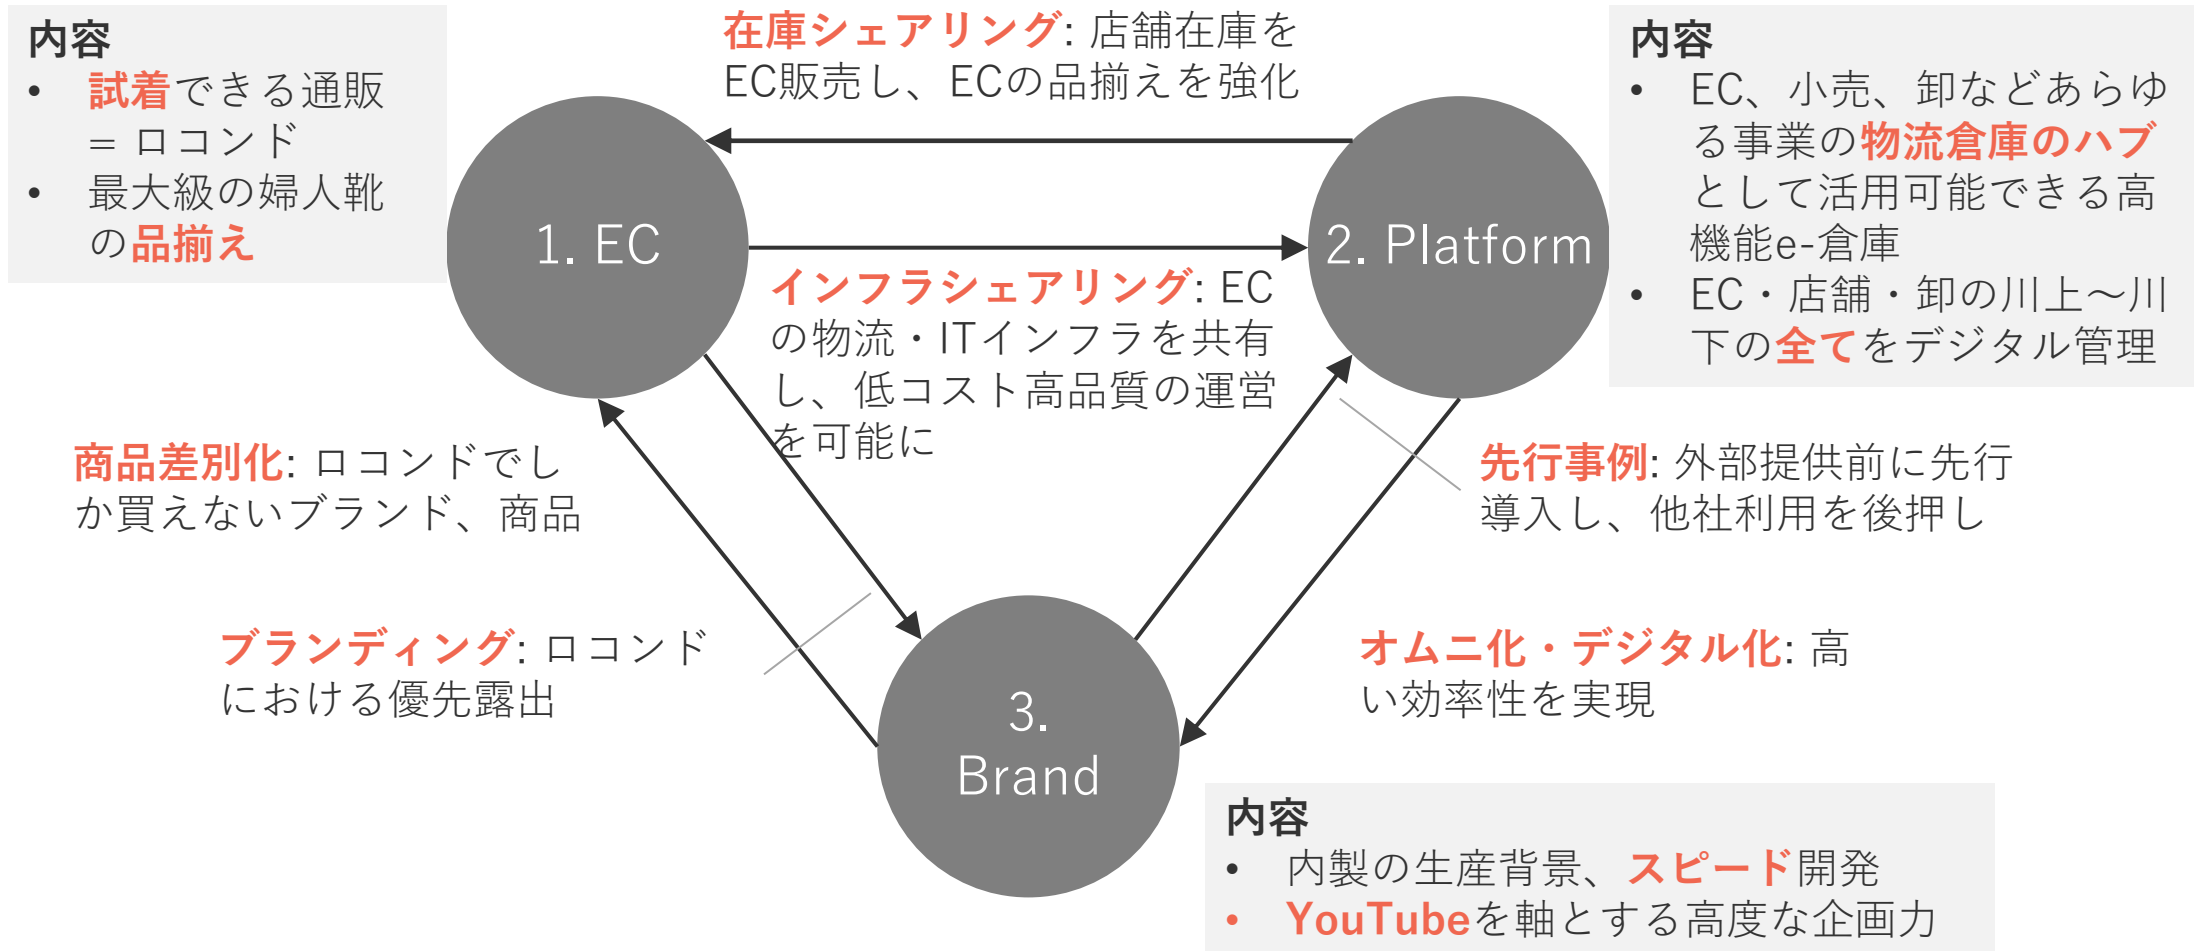 内容
• 試着できる通販
= ロコンド
• 最大級の婦人靴
の品揃え
在庫シェアリング: 店舗在庫を
EC販売し、ECの品揃えを強化
内容
• EC、小売、卸などあらゆ
る事業の物流倉庫のハブ
として活用可能できる高
機能e-倉庫
• EC・店舗・卸の川上～川
下の全てをデジタル管理
1. EC
2. Platform
インフラシェアリング: EC
の物流・ITインフラを共有
し、低コスト高品質の運営
を可能に
商品差別化: ロコンドでし
か買えないブランド、商品
先行事例: 外部提供前に先行
導入し、他社利用を後押し
ブランディング: ロコンド
における優先露出
オムニ化・デジタル化: 高
い効率性を実現
3.
Brand
内容
• 内製の生産背景、スピード開発
• YouTubeを軸とする高度な企画力